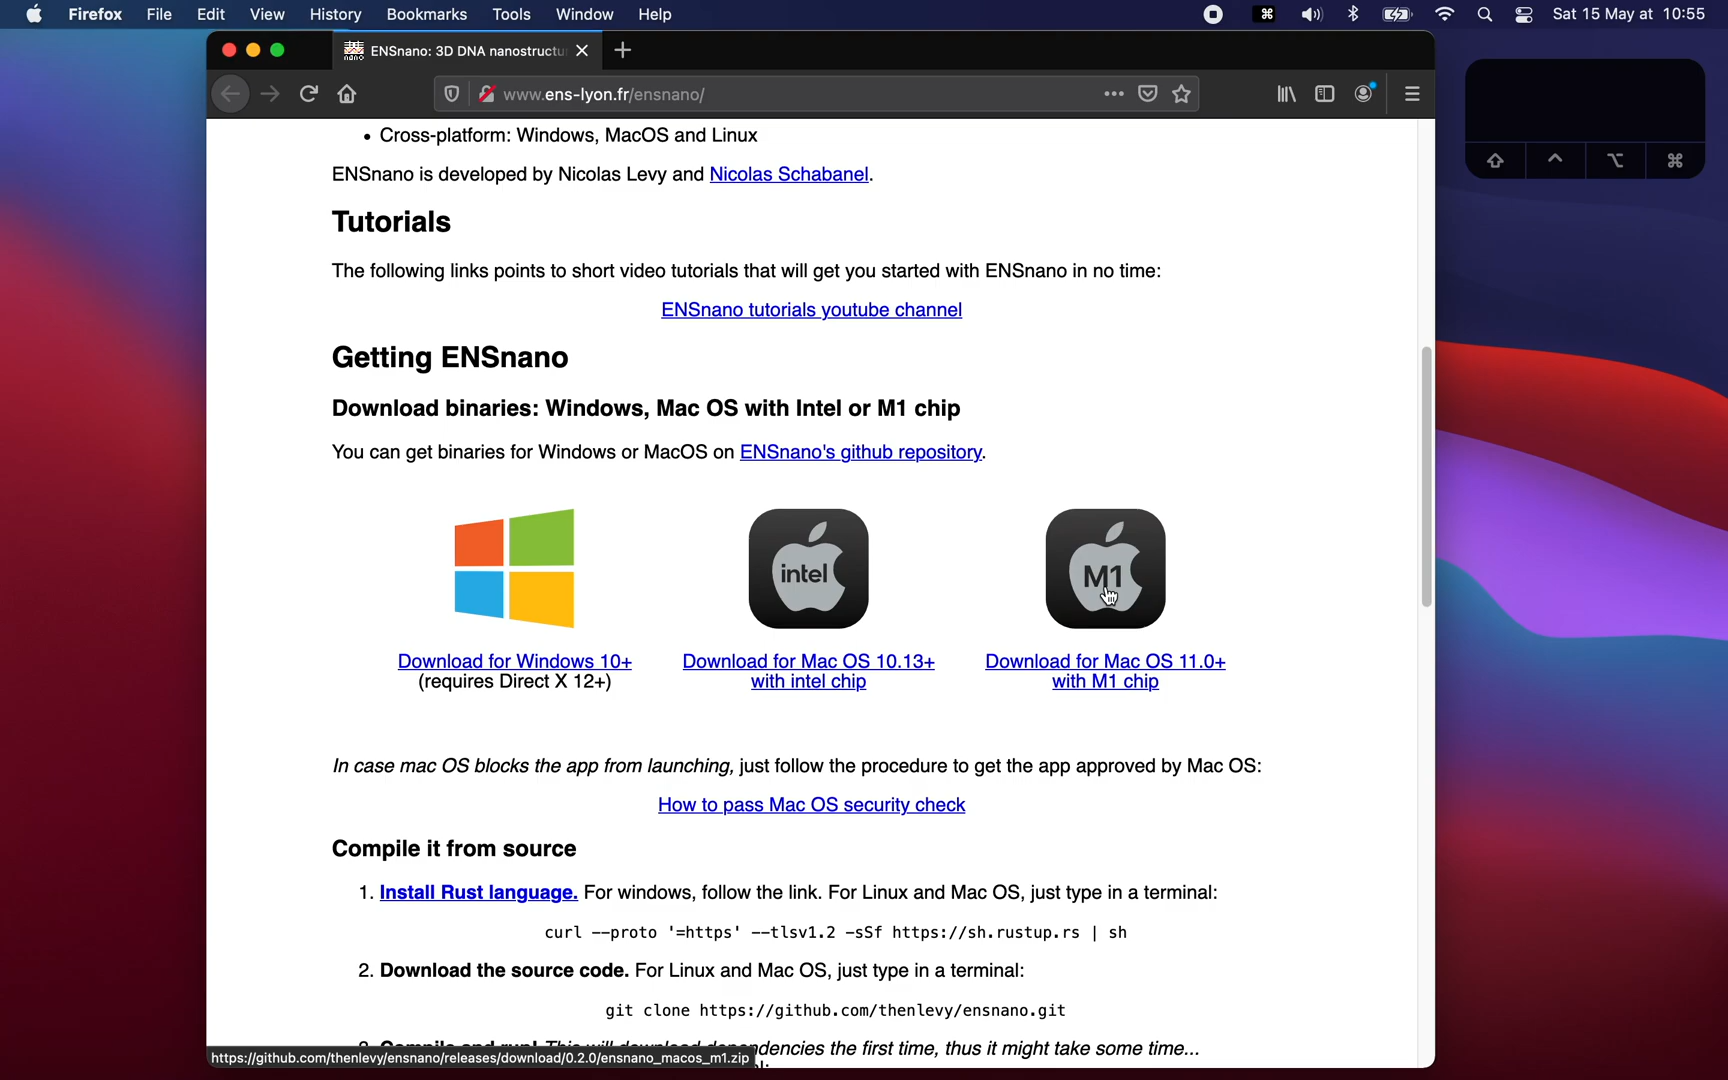 Firefox File Edit View History Bookmarks Tools Window Help ⌘ Sat 15 May at 10:55
ENSnano: 3D DNA nanostructu
www.ens-lyon.fr/ensnano/
• Cross-platform: Windows, MacOS and Linux
ENSnano is developed by Nicolas Levy and Nicolas Schabanel.
Tutorials
The following links points to short video tutorials that will get you started with ENSnano in no time:
ENSnano tutorials youtube channel
Getting ENSnano
Download binaries: Windows, Mac OS with Intel or M1 chip
You can get binaries for Windows or MacOS on ENSnano's github repository.
intel
M1
Download for Windows 10+
(requires Direct X 12+)
Download for Mac OS 10.13+
with intel chip
Download for Mac OS 11.0+
with M1 chip
In case mac OS blocks the app from launching, just follow the procedure to get the app approved by Mac OS:
How to pass Mac OS security check
Compile it from source
1. Install Rust language. For windows, follow the link. For Linux and Mac OS, just type in a terminal:
curl --proto '=https' --tlsv1.2 -sSf https://sh.rustup.rs | sh
2. Download the source code. For Linux and Mac OS, just type in a terminal:
git clone https://github.com/thenlevy/ensnano.git
3. Compile and run! This will download dependencies the first time, thus it might take some time...
https://github.com/thenlevy/ensnano/releases/download/0.2.0/ensnano_macos_m1.zip